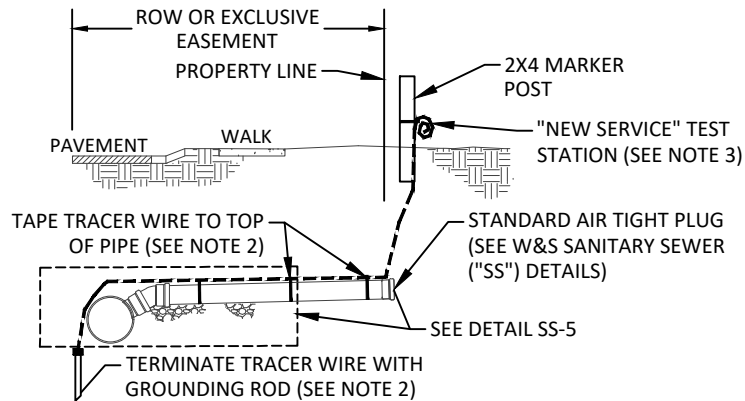 ROW OR EXCLUSIVE
EASEMENT
PROPERTY LINE
2X4 MARKER
POST
PAVEMENT
WALK
"NEW SERVICE" TEST
STATION (SEE NOTE 3)
TAPE TRACER WIRE TO TOP
OF PIPE (SEE NOTE 2)
STANDARD AIR TIGHT PLUG
(SEE W&S SANITARY SEWER
("SS") DETAILS)
SEE DETAIL SS-5
TERMINATE TRACER WIRE WITH
GROUNDING ROD (SEE NOTE 2)